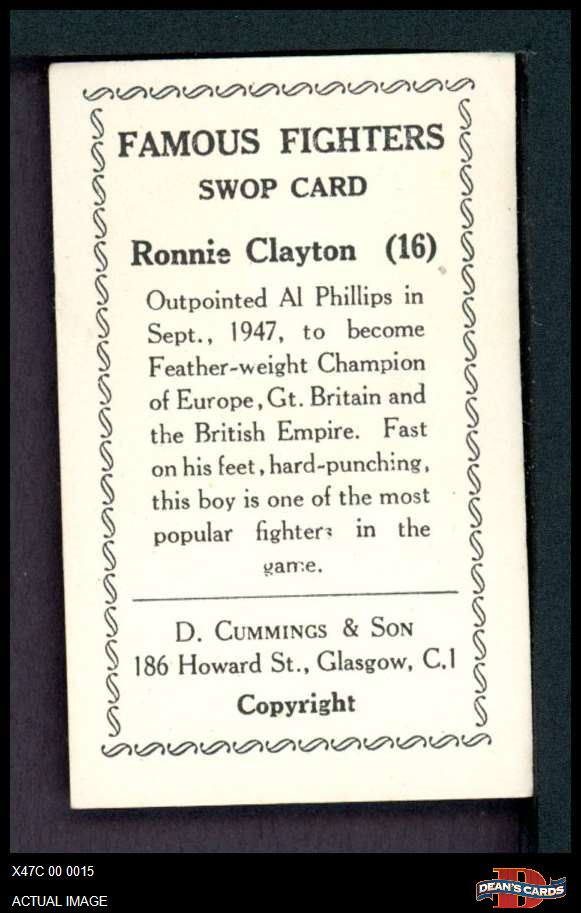 FAMOUS FIGHTERS
SWOP CARD
Ronnie Clayton (16)
Outpointed Al Phillips in
Sept., 1947, to become
Feather-weight Champion
of Europe, Gt. Britain and
the British Empire. Fast
on his feet, hard-punching,
this boy is one of the most
popular fighters in the
game.
D. CUMMINGS & SON
186 Howard St., Glasgow, C.1
Copyright
X47C 00 0015
ACTUAL IMAGE
D
DEAN'S CARDS